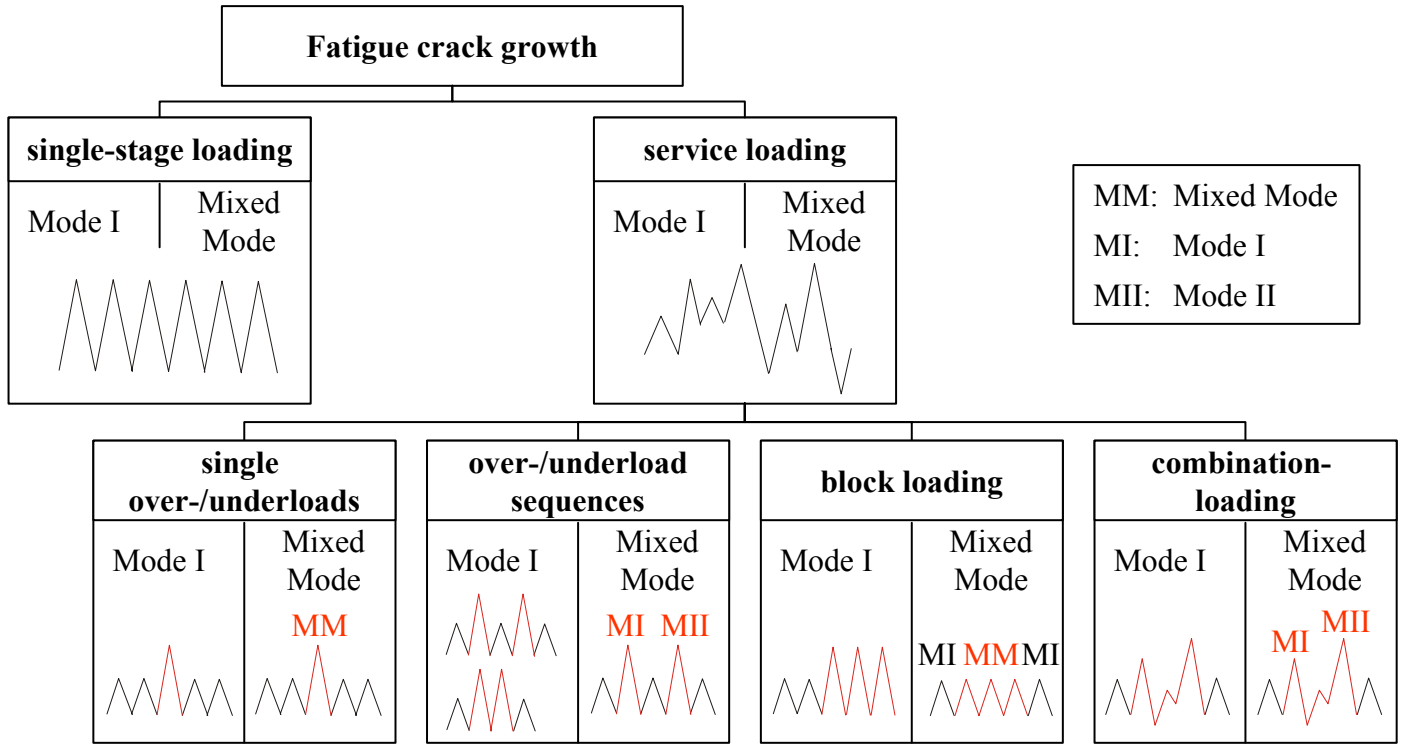 Fatigue crack growth
single-stage loading
Mode I
Mixed
Mode
service loading
Mode I
Mixed
Mode
MM: Mixed Mode
MI: Mode I
MII: Mode II
single
over-/underloads
Mode I
Mixed
Mode
MM
over-/underload
sequences
Mode I
Mixed
Mode
MI MII
block loading
Mode I
Mixed
Mode
MI MM MI
combination-
loading
Mode I
Mixed
Mode
MI
MII